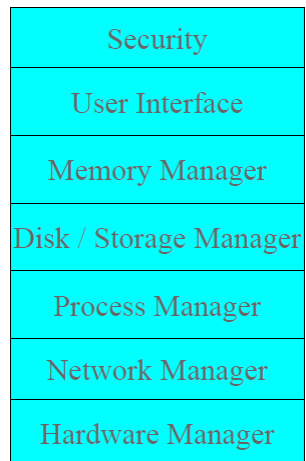 Security
User Interface
Memory Manager
Disk / Storage Manager
Process Manager
Network Manager
Hardware Manager